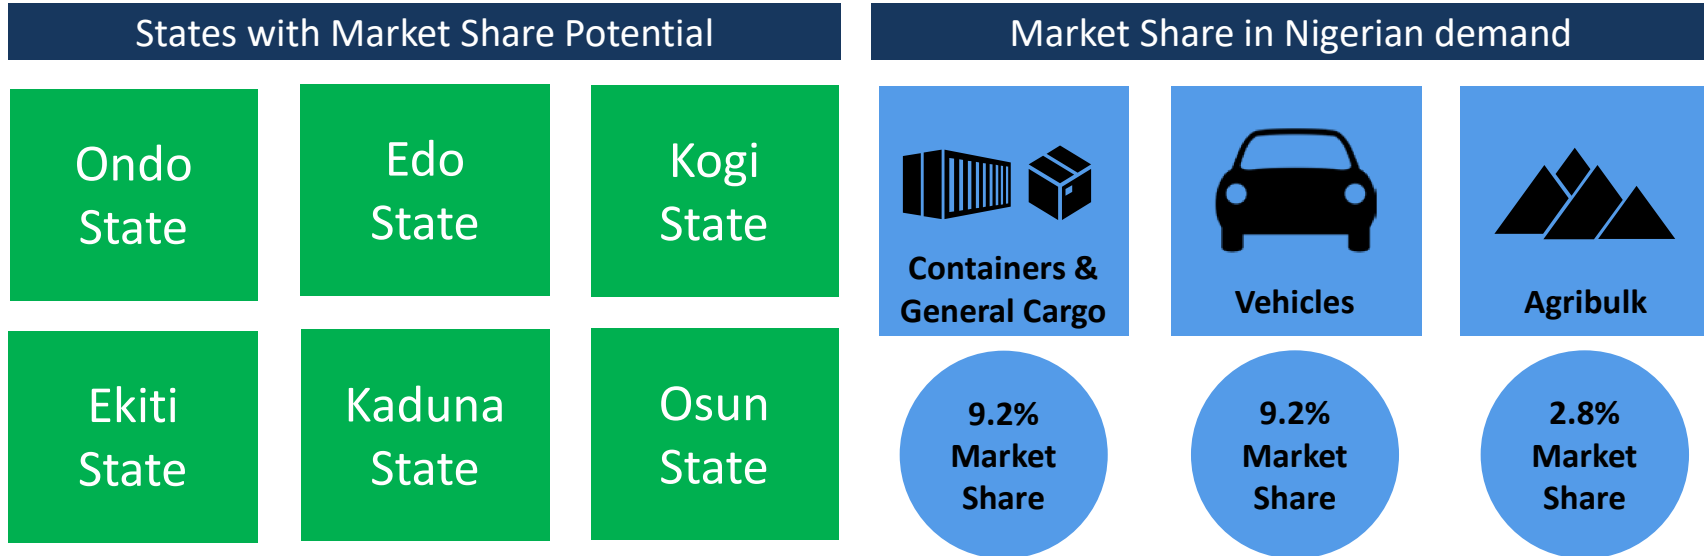 States with Market Share Potential
Ondo
State
Edo
State
Kogi
State
Ekiti
State
Kaduna
State
Osun
State
Market Share in Nigerian demand
Containers &
General Cargo
Vehicles
Agribulk
9.2%
Market
Share
9.2%
Market
Share
2.8%
Market
Share